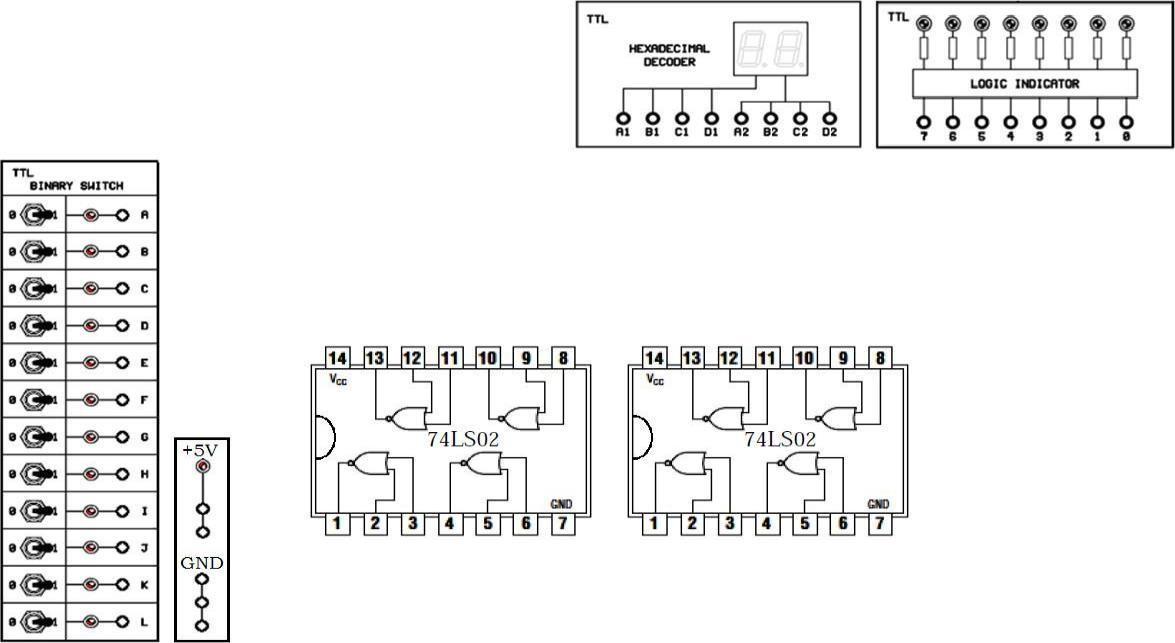 TTL
HEXADECIMAL
DECODER
A1 B1 C1 D1 A2 B2 C2 D2
TTL
LOGIC INDICATOR
7 6 5 4 3 2 1 0
TTL
BINARY SWITCH
0 1 A
0 1 B
0 1 C
0 1 D
0 1 E
0 1 F
0 1 G
0 1 H
0 1 I
0 1 J
0 1 K
0 1 L
+5V
GND
14 13 12 11 10 9 8
VCC
74LS02
GND
1 2 3 4 5 6 7
14 13 12 11 10 9 8
VCC
74LS02
GND
1 2 3 4 5 6 7